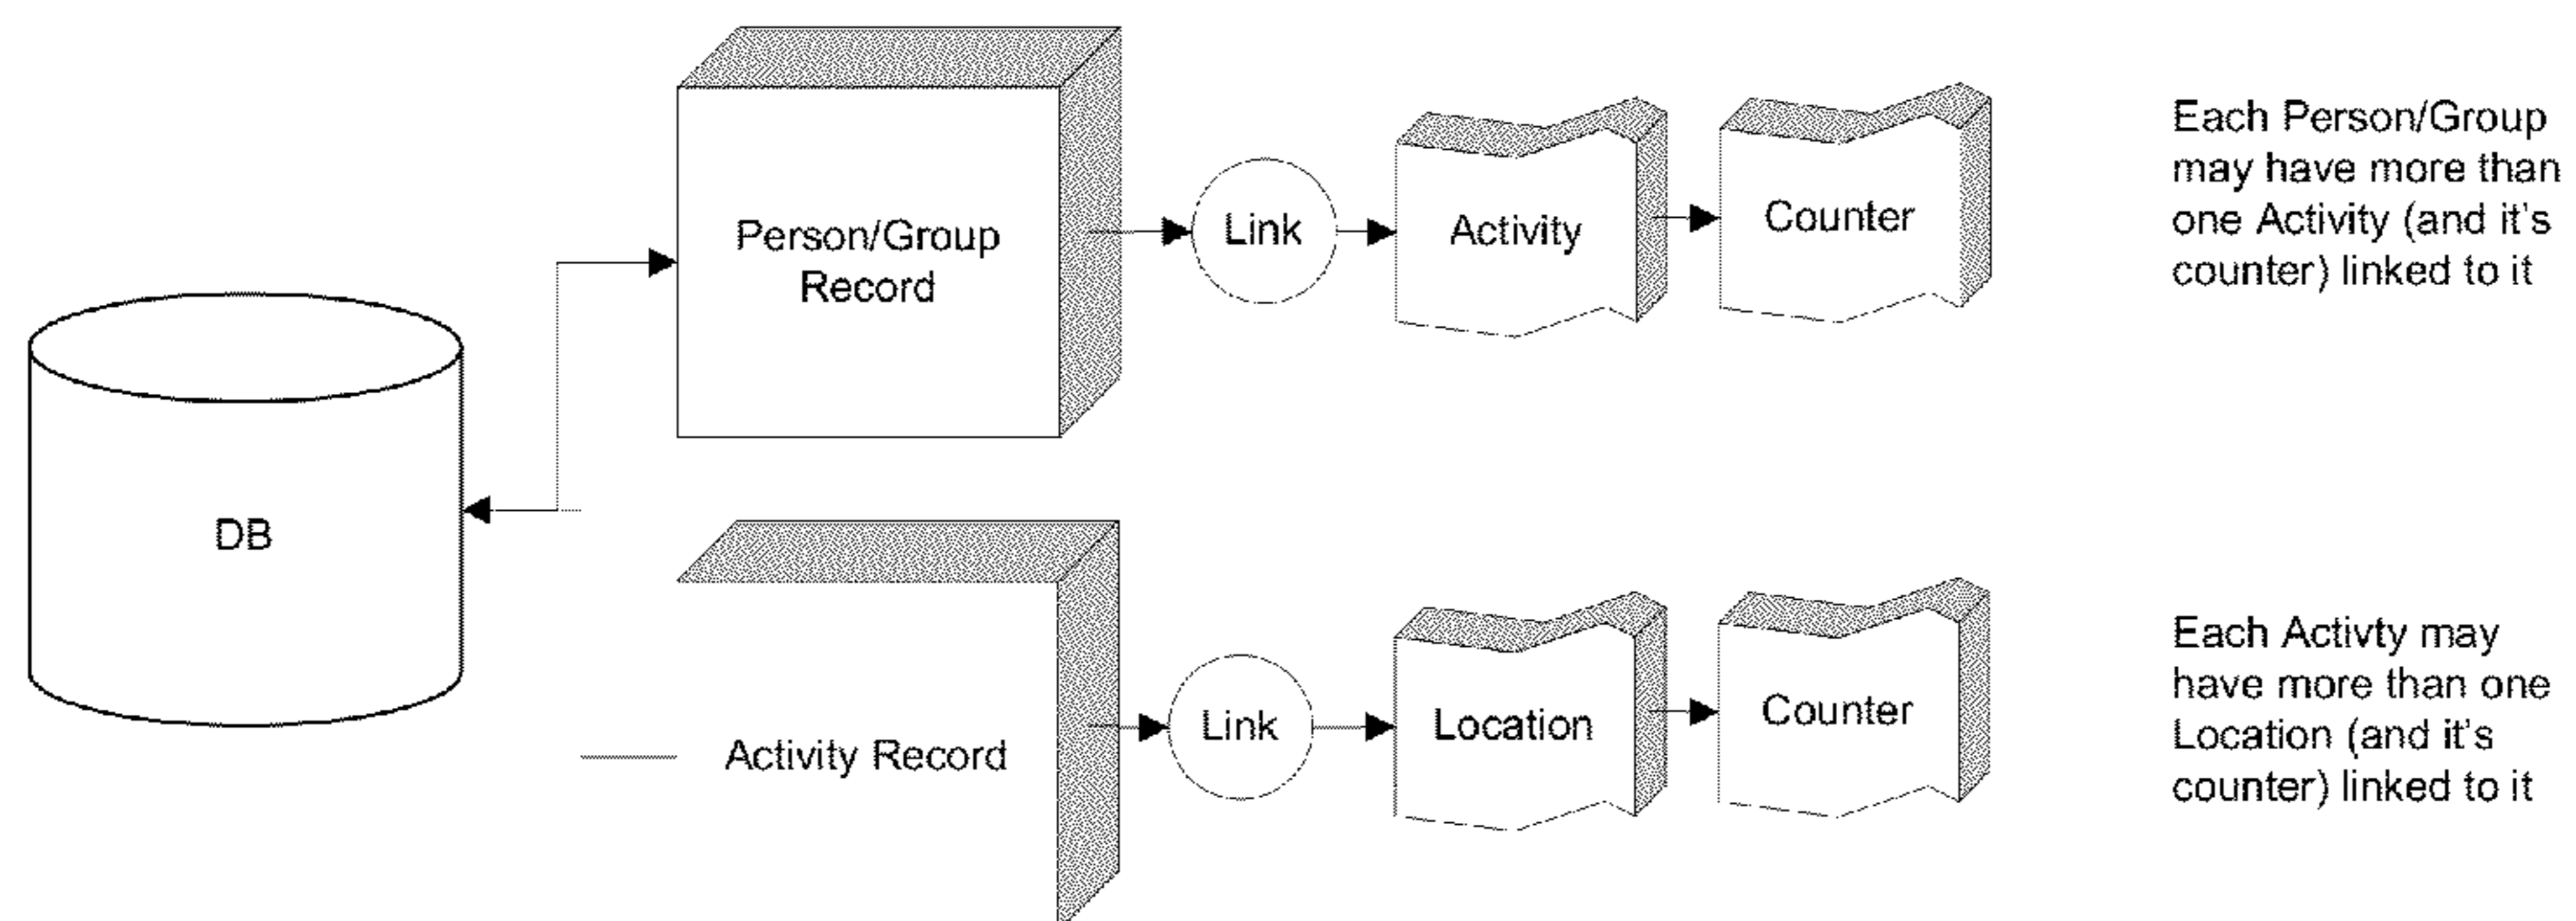 Person/Group
Record
Link
Activity
Counter
Each Person/Group
may have more than
one Activity (and it's
counter) linked to it
DB
Activity Record
Link
Location
Counter
Each Activty may
have more than one
Location (and it's
counter) linked to it